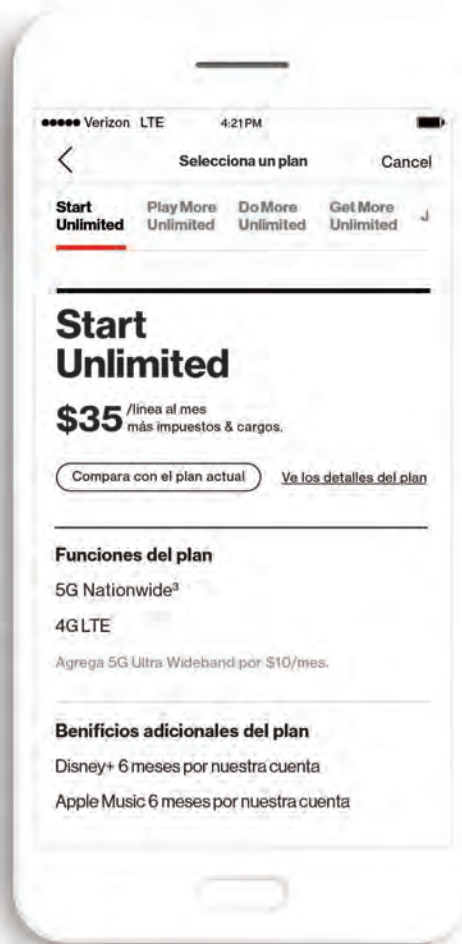 Verizon LTE 4:21 PM
Selecciona un plan Cancel
Start Unlimited
Play More Unlimited
Do More Unlimited
Get More Unlimited
J
Start
Unlimited
$35 /línea al mes
más impuestos & cargos.
Compara con el plan actual Ve los detalles del plan
Funciones del plan
5G Nationwide³
4G LTE
Agrega 5G Ultra Wideband por $10/mes.
Benificios adicionales del plan
Disney+ 6 meses por nuestra cuenta
Apple Music 6 meses por nuestra cuenta